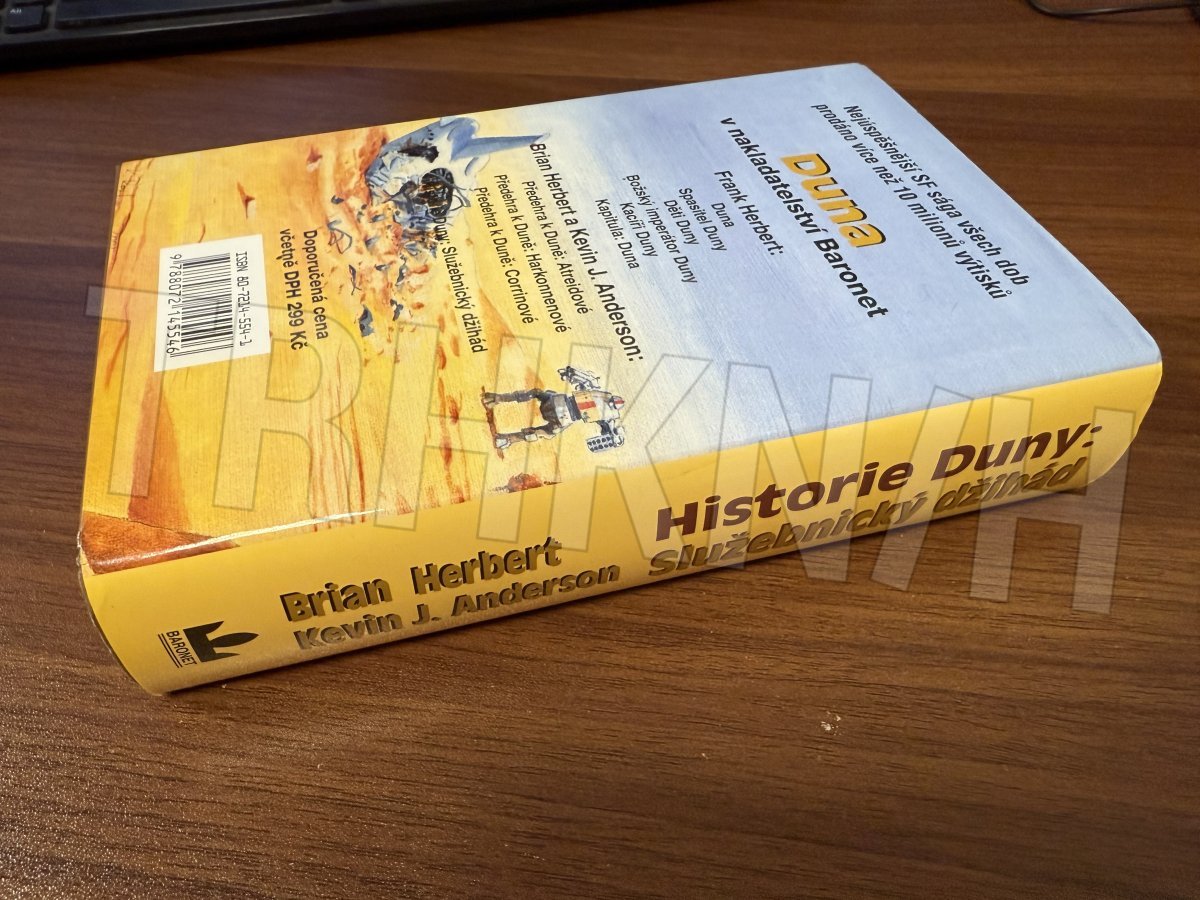 Nejúspěšnější SF sága všech dob
prodáno více než 10 milionů výtisků
Duna
v nakladatelství Baronet
Frank Herbert:
Duna
Spasitel Duny
Děti Duny
Božský imperátor Duny
Kacíři Duny
Kapitula: Duna
Brian Herbert a Kevin J. Anderson:
Předehra k Duně: Atreidové
Předehra k Duně: Harkonnenové
Předehra k Duně: Corrinové
Duny: Služebnický džihád
Doporučená cena
včetně DPH 299 Kč
ISBN 80-7214-554-1
9788072145546
Historie Duny:
Služebnický džihád
Brian Herbert
Kevin J. Anderson
BARONET
TRHKNIH